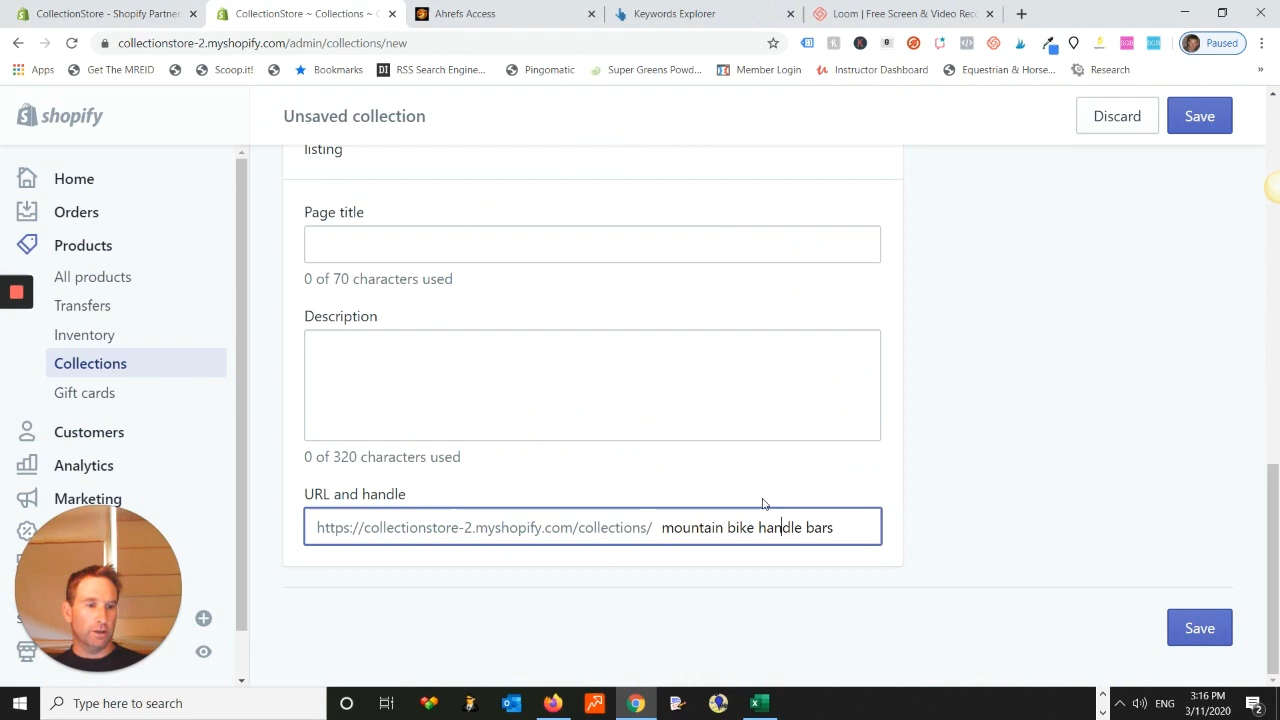 CollectionStore - Shopify Partner
CollectionStore ~ Collections ~ C
Ahrefs Access
Keywords Explorer
Loom | Free Screen & Video Rec
collectionstore-2.myshopify.com/admin/collections/new
Paused
Apps
Get The MREID
Scoop.it!
Bookmarks
RSS Search Engine...
Pingomatic
Super Greens Powd...
Member Login
Instructor Dashboard
Equestrian & Horse...
Research
shopify
Unsaved collection
Discard
Save
listing
Home
Orders
Products
All products
Transfers
Inventory
Collections
Gift cards
Customers
Analytics
Marketing
Page title
0 of 70 characters used
Description
0 of 320 characters used
URL and handle
https://collectionstore-2.myshopify.com/collections/ mountain bike handle bars
Save
Type here to search
ENG
3:16 PM
3/11/2020
2